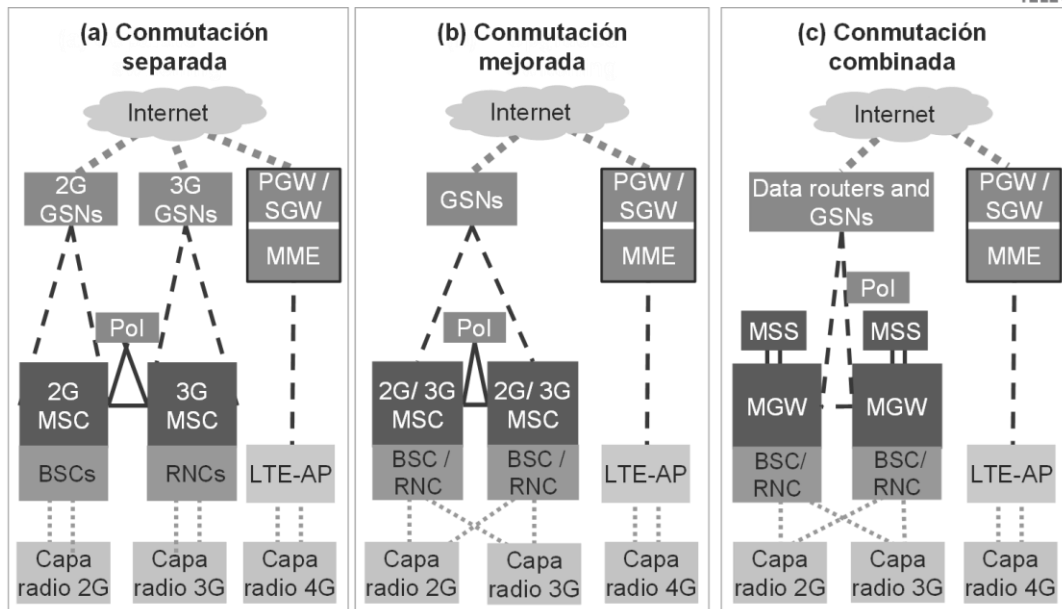 (a) Conmutación
separada
Internet
2G
GSNs
3G
GSNs
PGW /
SGW
MME
PoI
2G
MSC
3G
MSC
BSCs
RNCs
LTE-AP
Capa
radio 2G
Capa
radio 3G
Capa
radio 4G
(b) Conmutación
mejorada
Internet
GSNs
PGW /
SGW
MME
PoI
2G/ 3G
MSC
2G/ 3G
MSC
BSC /
RNC
BSC /
RNC
LTE-AP
Capa
radio 2G
Capa
radio 3G
Capa
radio 4G
(c) Conmutación
combinada
Internet
Data routers and
GSNs
PGW /
SGW
MME
PoI
MSS
MSS
MGW
MGW
BSC/
RNC
BSC/
RNC
LTE-AP
Capa
radio 2G
Capa
radio 3G
Capa
radio 4G